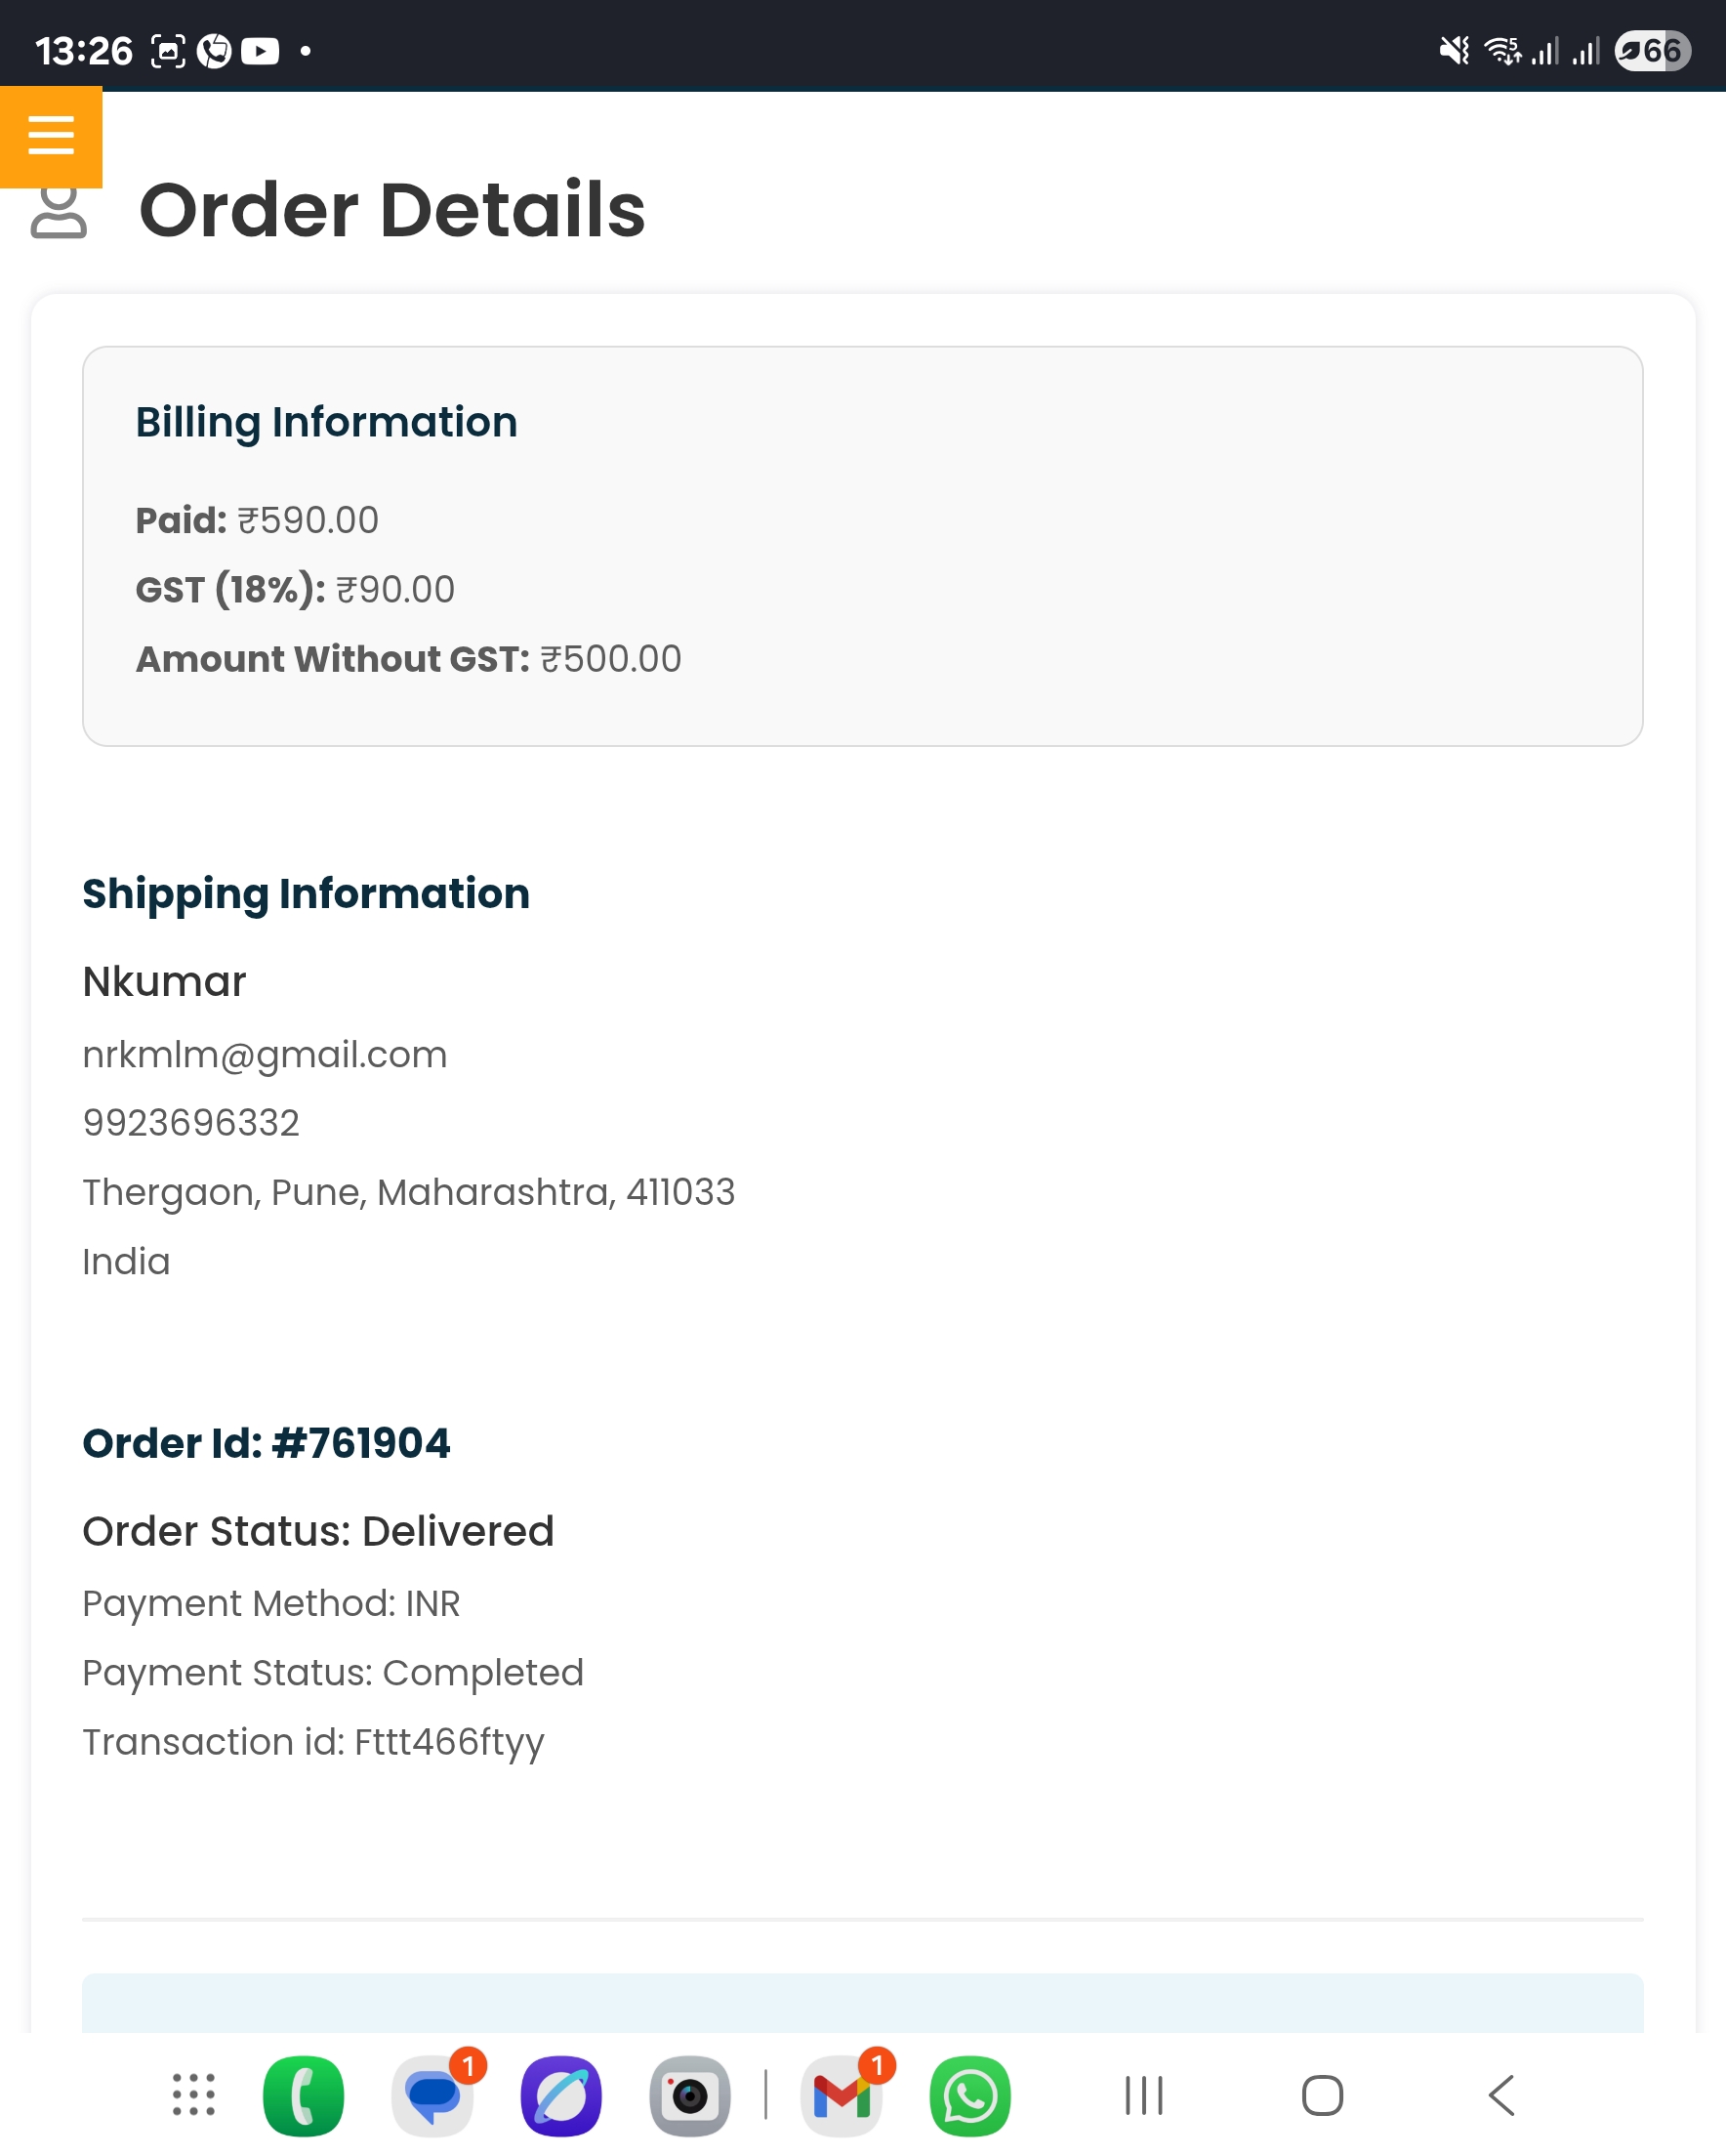 13:26
5
66
Order Details
Billing Information
Paid: ₹590.00
GST (18%): ₹90.00
Amount Without GST: ₹500.00
Shipping Information
Nkumar
nrkmlm@gmail.com
9923696332
Thergaon, Pune, Maharashtra, 411033
India
Order Id: #761904
Order Status: Delivered
Payment Method: INR
Payment Status: Completed
Transaction id: Fttt466ftyy
1
1